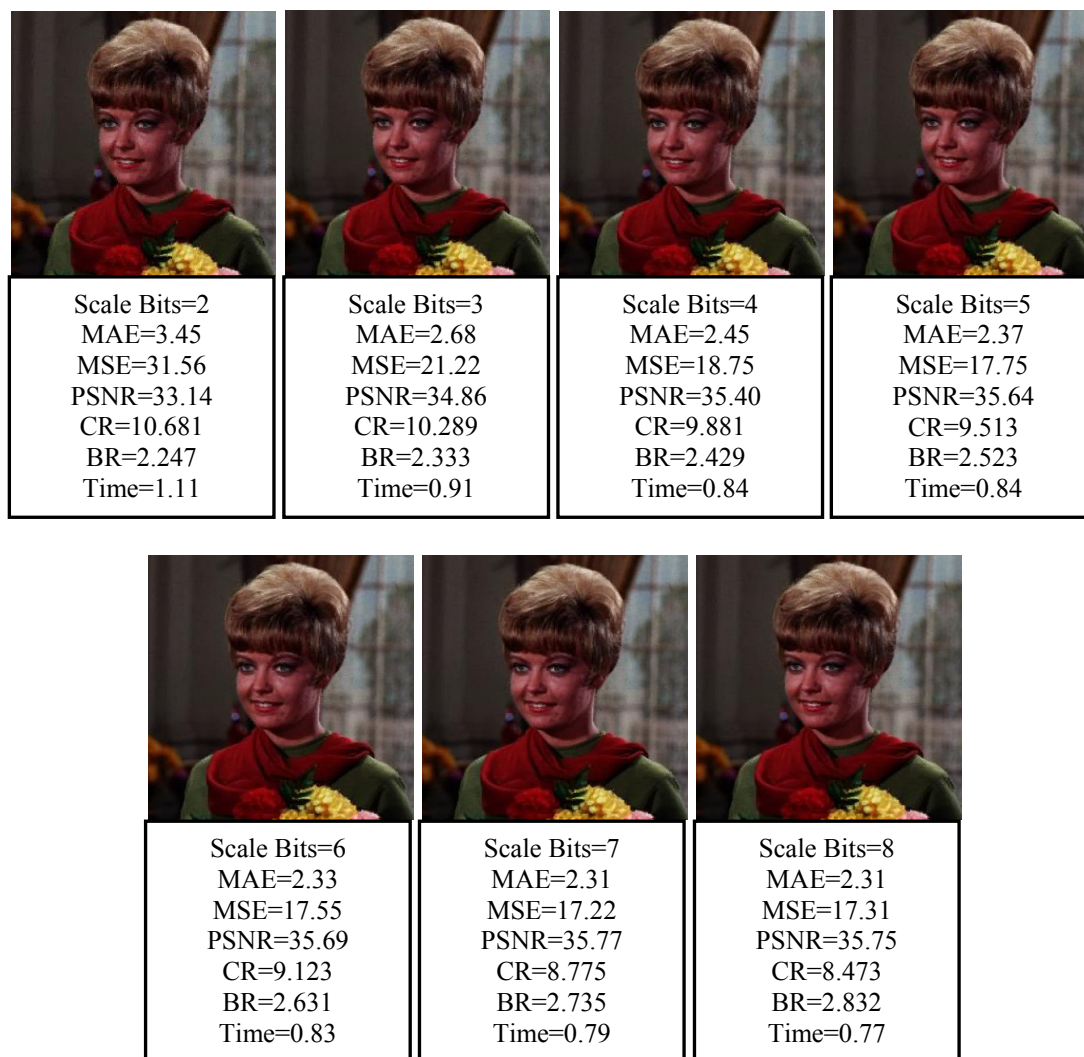 Scale Bits=2
MAE=3.45
MSE=31.56
PSNR=33.14
CR=10.681
BR=2.247
Time=1.11
Scale Bits=3
MAE=2.68
MSE=21.22
PSNR=34.86
CR=10.289
BR=2.333
Time=0.91
Scale Bits=4
MAE=2.45
MSE=18.75
PSNR=35.40
CR=9.881
BR=2.429
Time=0.84
Scale Bits=5
MAE=2.37
MSE=17.75
PSNR=35.64
CR=9.513
BR=2.523
Time=0.84
Scale Bits=6
MAE=2.33
MSE=17.55
PSNR=35.69
CR=9.123
BR=2.631
Time=0.83
Scale Bits=7
MAE=2.31
MSE=17.22
PSNR=35.77
CR=8.775
BR=2.735
Time=0.79
Scale Bits=8
MAE=2.31
MSE=17.31
PSNR=35.75
CR=8.473
BR=2.832
Time=0.77